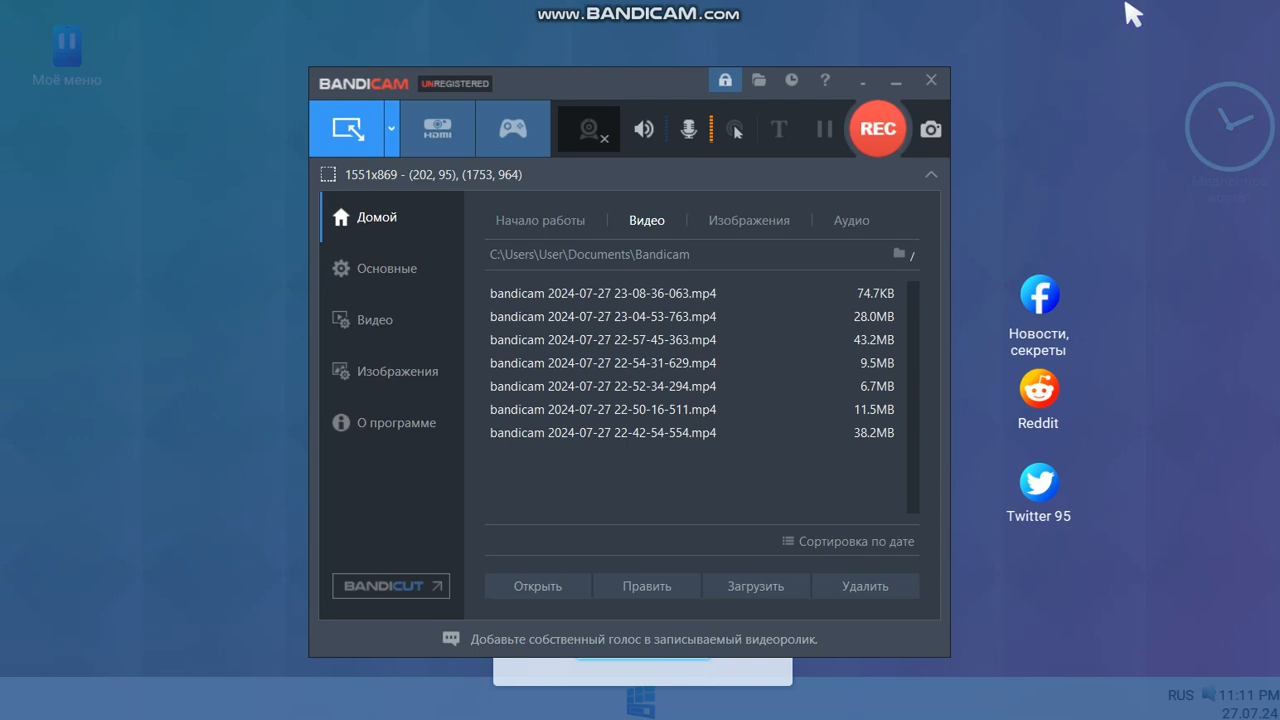 www.BANDICAM.com
Моё меню
BANDICAM UNREGISTERED
HDMI
REC
1551x869 - (202, 95), (1753, 964)
Домой
Основные
Видео
Изображения
О программе
BANDICUT
Начало работы
Видео
Изображения
Аудио
C:\Users\User\Documents\Bandicam
bandicam 2024-07-27 23-08-36-063.mp4 74.7KB
bandicam 2024-07-27 23-04-53-763.mp4 28.0MB
bandicam 2024-07-27 22-57-45-363.mp4 43.2MB
bandicam 2024-07-27 22-54-31-629.mp4 9.5MB
bandicam 2024-07-27 22-52-34-294.mp4 6.7MB
bandicam 2024-07-27 22-50-16-511.mp4 11.5MB
bandicam 2024-07-27 22-42-54-554.mp4 38.2MB
Сортировка по дате
Открыть
Править
Загрузить
Удалить
Добавьте собственный голос в записываемый видеоролик.
Новости,
секреты
Reddit
Twitter 95
RUS 11:11 PM
27.07.24